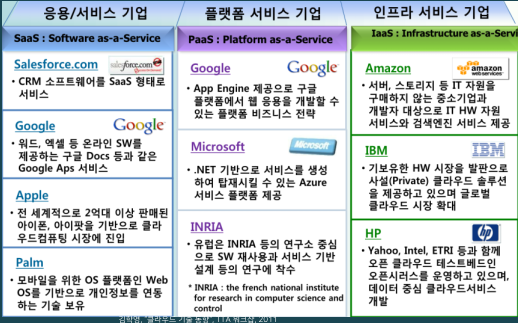 응용/서비스 기업
SaaS : Software as-a-Service
Salesforce.com
salesforce.com
• CRM 소프트웨어를 SaaS 형태로
서비스
Google
Google
• 워드, 엑셀 등 온라인 SW를
제공하는 구글 Docs 등과 같은
Google Aps 서비스
Apple
• 전 세계적으로 2억대 이상 판매된
아이폰, 아이팟을 기반으로 클라
우드컴퓨팅 시장에 진입
Palm
• 모바일을 위한 OS 플랫폼인 Web
OS를 기반으로 개인정보를 연동
하는 기술 보유
플랫폼 서비스 기업
PaaS : Platform as-a-Service
Google
Google
• App Engine 제공으로 구글
플랫폼에서 웹 응용을 개발할 수
있는 플랫폼 비즈니스 전략
Microsoft
Microsoft
• .NET 기반으로 서비스를 생성
하여 탑재시킬 수 있는 Azure
서비스 플랫폼 제공
INRIA
• 유럽은 INRIA 등의 연구소 중심
으로 SW 재사용과 서비스 기반
설계 등의 연구에 착수
* INRIA : the french national institute
for research in computer science and
control
인프라 서비스 기업
IaaS : Infrastructure as-a-Servi
Amazon
amazon
webservices
• 서버, 스토리지 등 IT 자원을
구매하지 않는 중소기업과
개발자 대상으로 IT HW 자원
서비스와 검색엔진 서비스 제공
IBM
IBM
• 기보유한 HW 시장을 발판으로
사설(Private) 클라우드 솔루션
을 제공하고 있으며 글로벌
클라우드 시장 확대
HP
hp
• Yahoo, Intel, ETRI 등과 함께
오픈 클라우드 테스트베드인
오픈시러스를 운영하고 있으며,
데이터 중심 클라우드서비스
개발
클라우드 기술 동향, TTA 워크샵, 2011